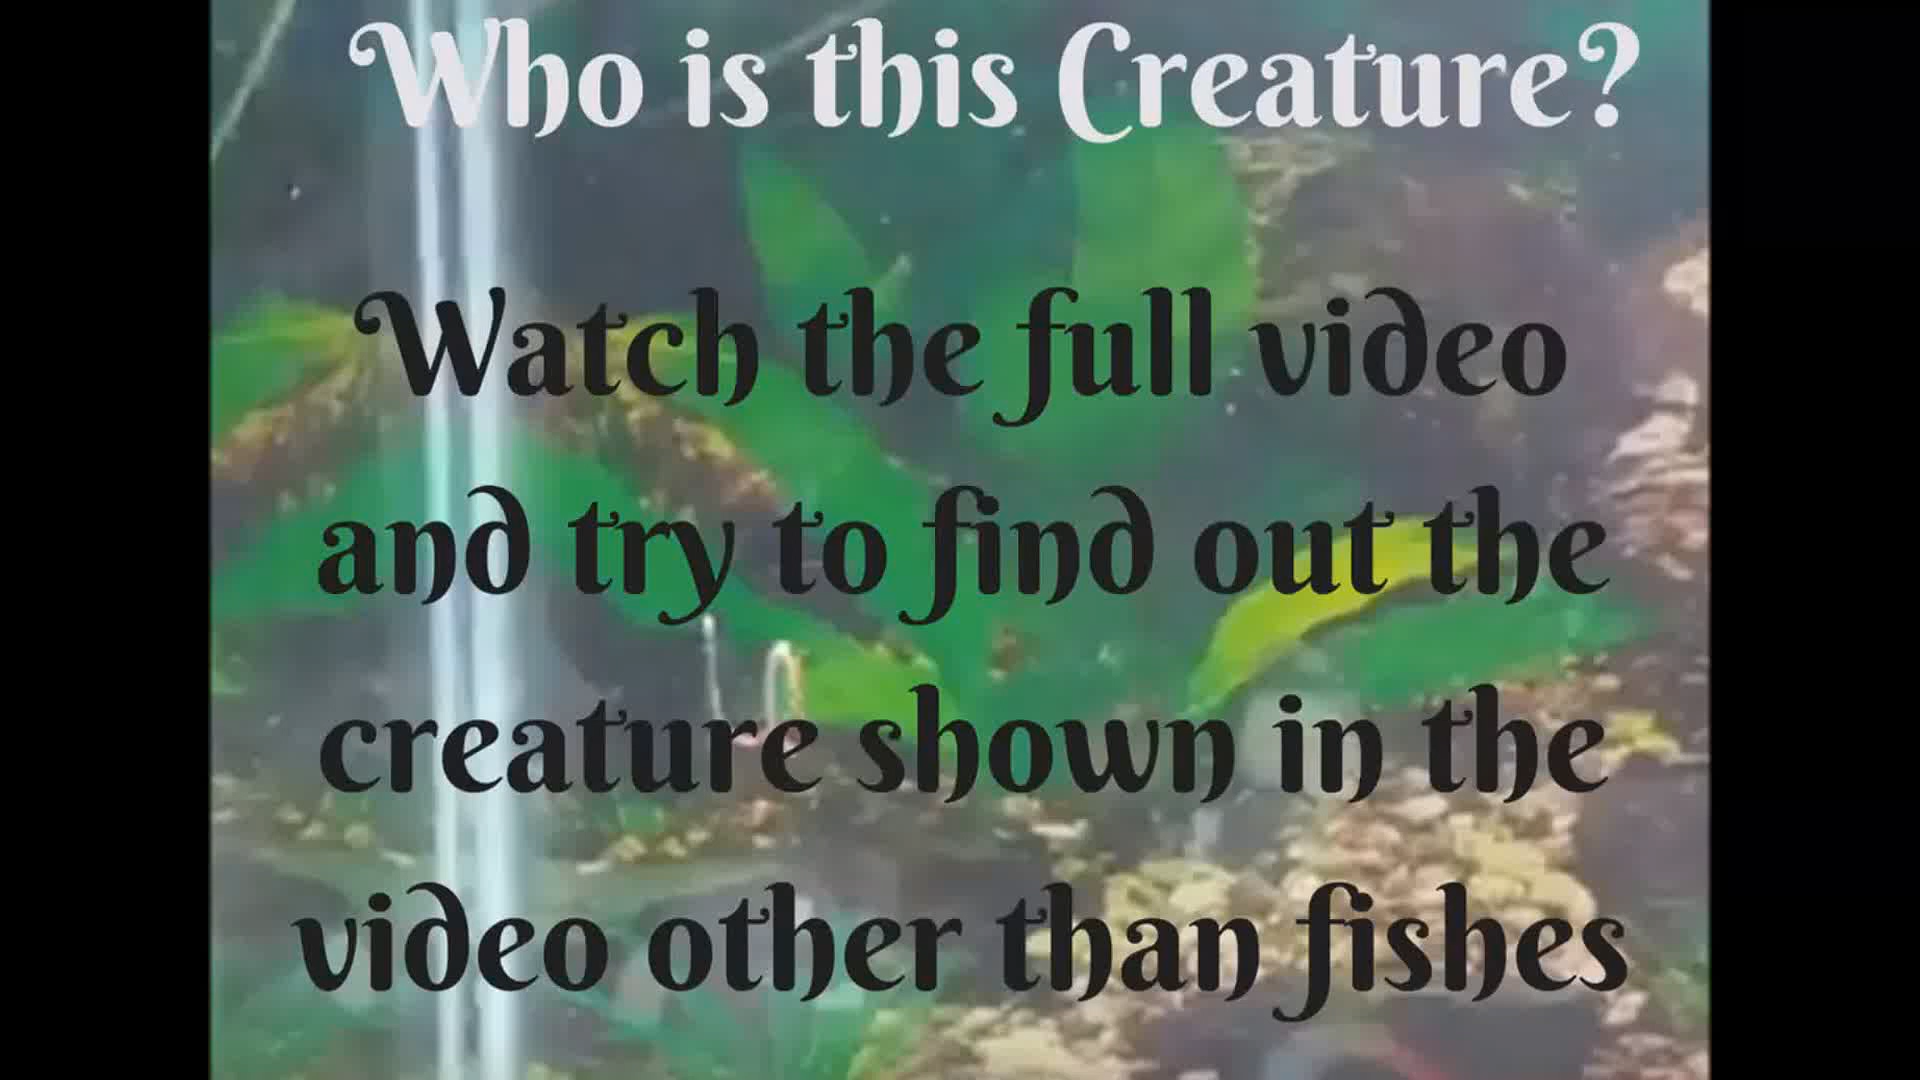 Who is this Creature?
Watch the full video
and try to find out the
creature shown in the
video other than fishes